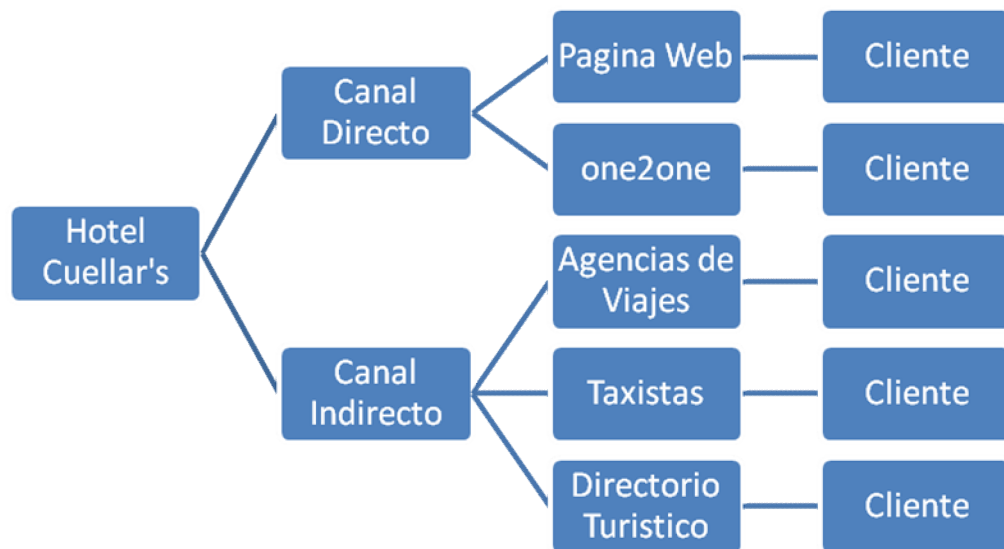 Hotel
Cuellar's
Canal
Directo
Pagina Web
Cliente
one2one
Cliente
Canal
Indirecto
Agencias de
Viajes
Cliente
Taxistas
Cliente
Directorio
Turistico
Cliente